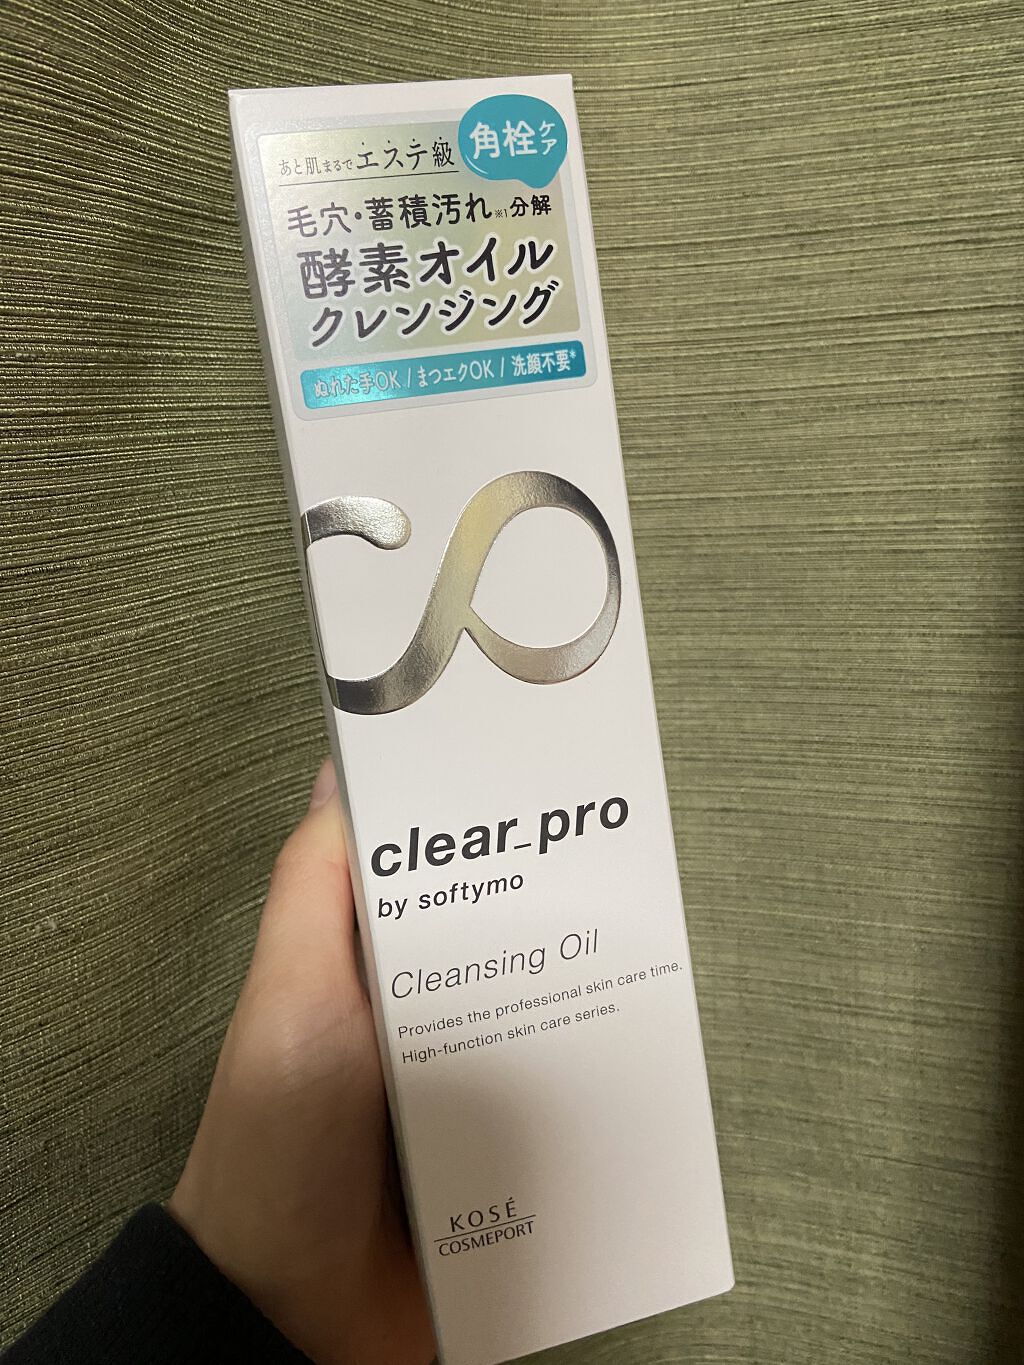 角栓ケア
あと肌まるでエステ級
毛穴・蓄積汚れ※1分解
酵素オイル
クレンジング
ぬれた手OK / まつエクOK / 洗顔不要*
clear_pro
by softymo
Cleansing Oil
Provides the professional skin care time.
High-function skin care series.
KOSÉ
COSMEPORT